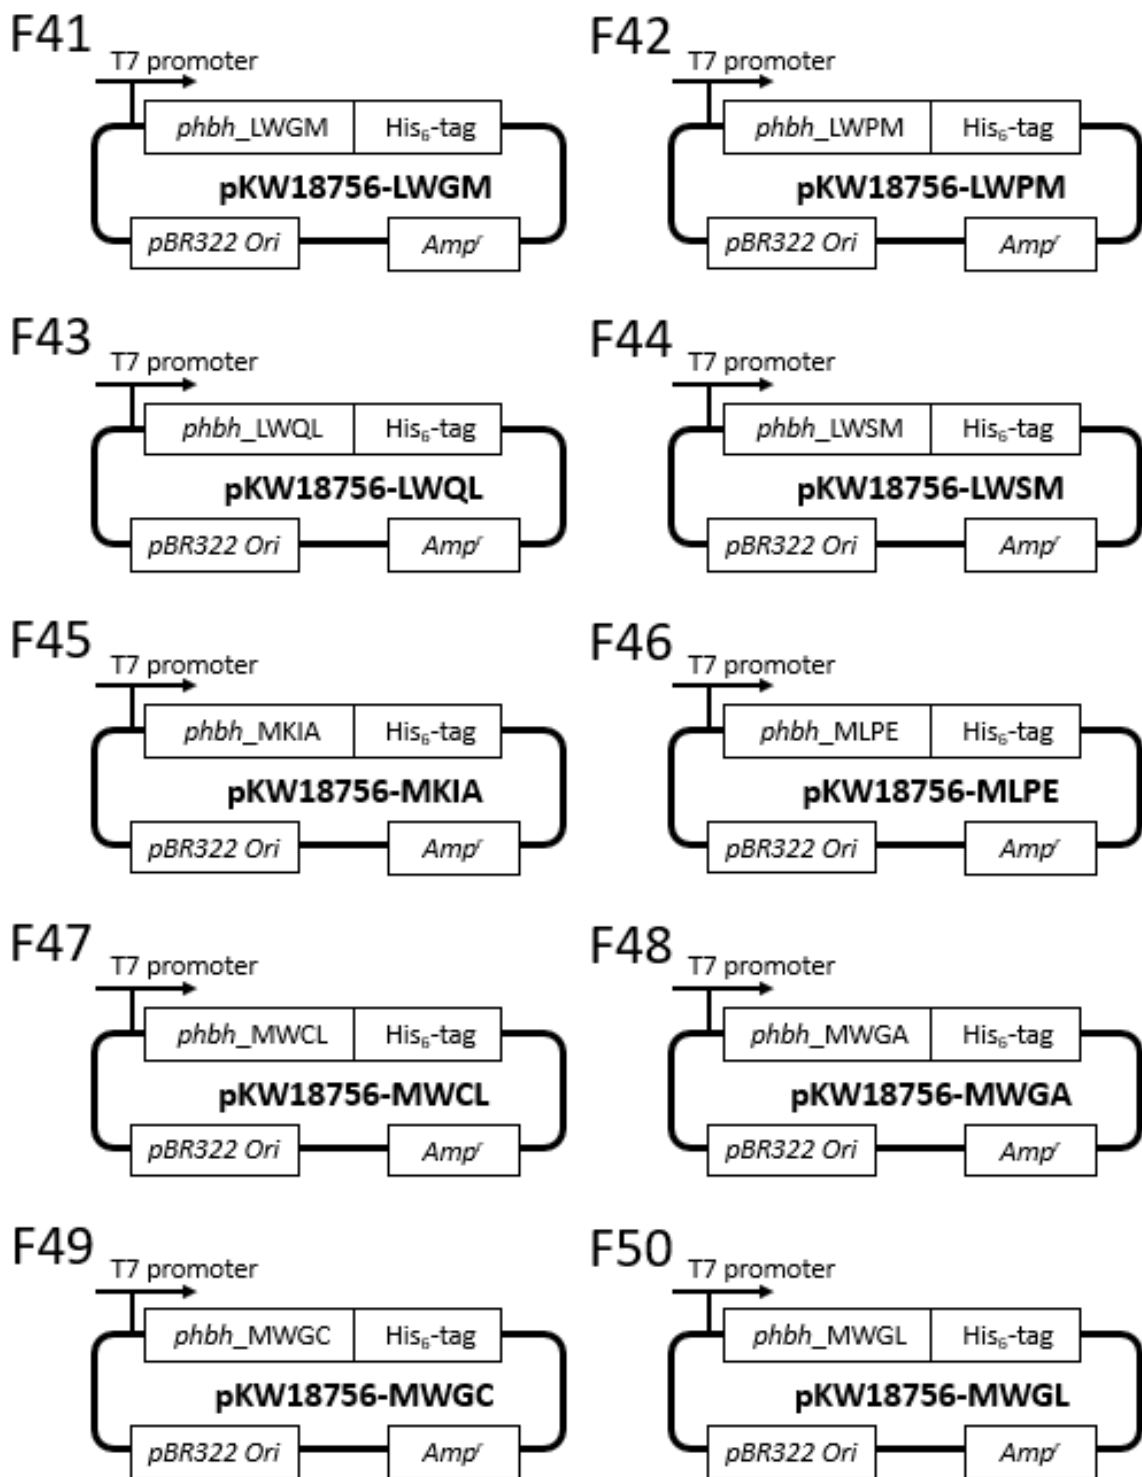 F41
T7 promoter
phbh_LWGM His₆-tag
pKW18756-LWGM
pBR322 Ori Ampʳ
F42
T7 promoter
phbh_LWPM His₆-tag
pKW18756-LWPM
pBR322 Ori Ampʳ
F43
T7 promoter
phbh_LWQL His₆-tag
pKW18756-LWQL
pBR322 Ori Ampʳ
F44
T7 promoter
phbh_LWSM His₆-tag
pKW18756-LWSM
pBR322 Ori Ampʳ
F45
T7 promoter
phbh_MKIA His₆-tag
pKW18756-MKIA
pBR322 Ori Ampʳ
F46
T7 promoter
phbh_MLPE His₆-tag
pKW18756-MLPE
pBR322 Ori Ampʳ
F47
T7 promoter
phbh_MWCL His₆-tag
pKW18756-MWCL
pBR322 Ori Ampʳ
F48
T7 promoter
phbh_MWGA His₆-tag
pKW18756-MWGA
pBR322 Ori Ampʳ
F49
T7 promoter
phbh_MWGC His₆-tag
pKW18756-MWGC
pBR322 Ori Ampʳ
F50
T7 promoter
phbh_MWGL His₆-tag
pKW18756-MWGL
pBR322 Ori Ampʳ